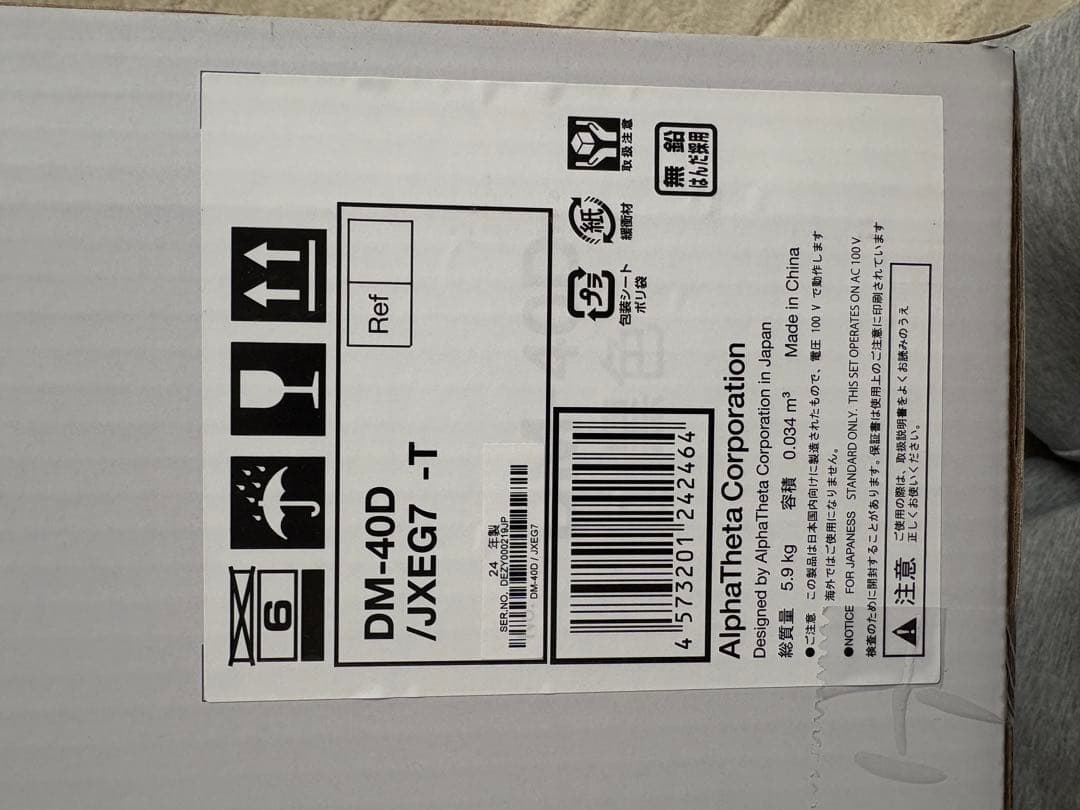 6
DM-40D
/JXEG7 -T
Ref
24 年製
SER.NO. DEZY000219JP
DM-40D / JXEG7
4 573201 242464
プラ
包装シート
ポリ袋
紙
緩衝材
取扱注意
無 鉛
はんだ採用
AlphaTheta Corporation
Designed by AlphaTheta Corporation in Japan
総質量 5.9 kg 容積 0.034 m³ Made in China
●ご注意 この製品は日本国内向けに製造されたもので、電圧 100 V で動作します
海外ではご使用になりません。
●NOTICE FOR JAPANESS STANDARD ONLY. THIS SET OPERATES ON AC 100 V.
検査のために開封することがあります。保証書は使用上のご注意に印刷されています
注意 ご使用の際は、取扱説明書をよくお読みのうえ
正しくお使いください。